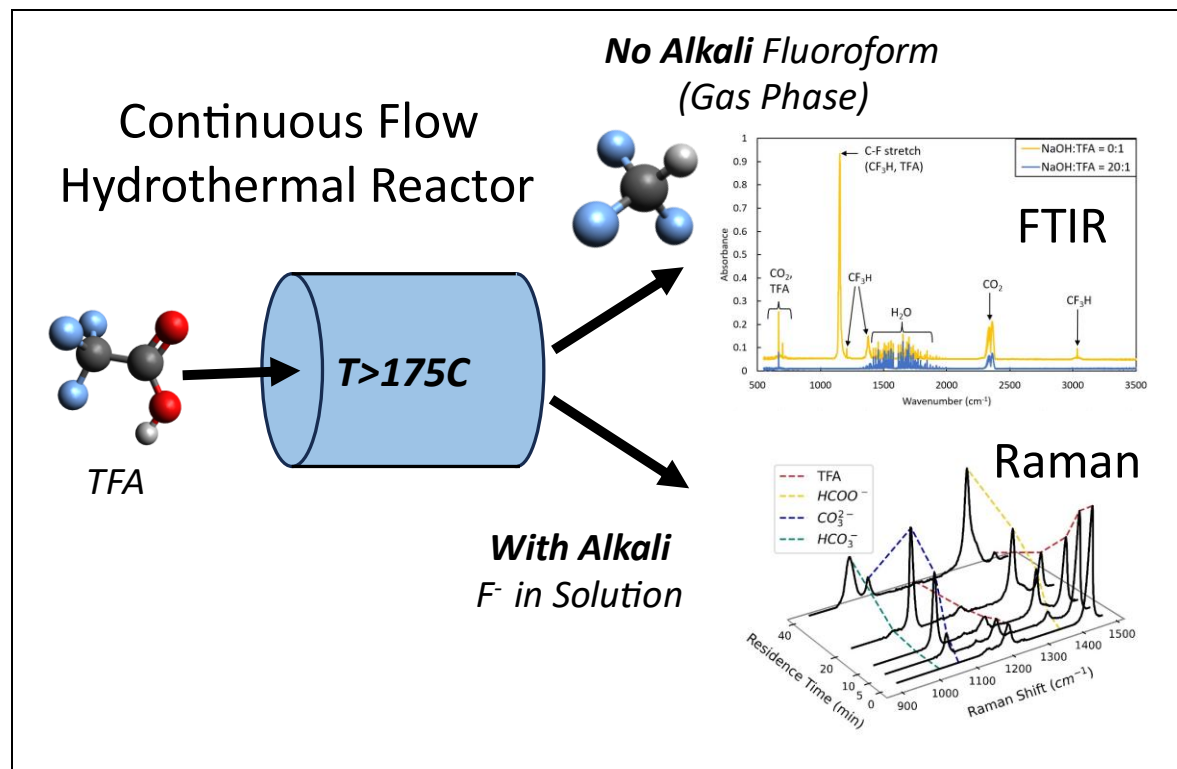 No Alkali Fluoroform
(Gas Phase)
Continuous Flow
Hydrothermal Reactor
TFA
T>175C
With Alkali
F- in Solution
FTIR
NaOH:TFA = 0:1
NaOH:TFA = 20:1
C-F stretch
(CF3H, TFA)
CO2,
TFA
CF3H
H2O
CO2
CF3H
Absorbance
1
0.9
0.8
0.7
0.6
0.5
0.4
0.3
0.2
0.1
0
500
1000
1500
2000
2500
3000
3500
Wavenumber (cm-1)
Raman
TFA
HCOO−
CO3 2−
HCO3−
40
20
10
5
0
Residence Time (min)
900
1000
1100
1200
1300
1400
1500
Raman Shift (cm−1)